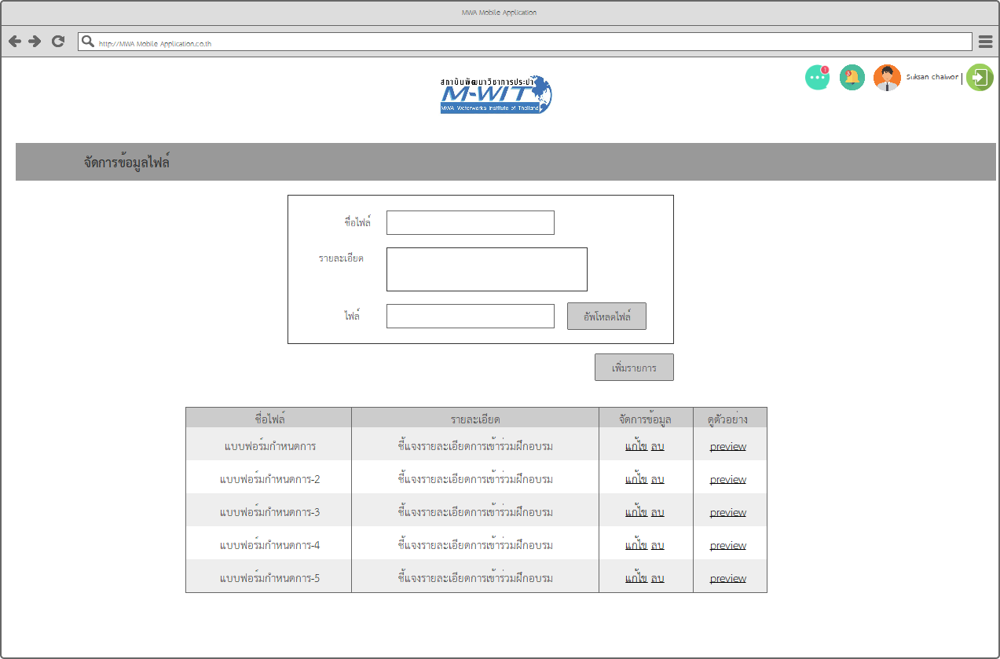 MWA Mobile Application
http://MWA Mobile Application.co.th
1
3
Suksan chaiwon |
สถาบันพัฒนาวิชาการประปา
M-WIT
MWA Waterworks Institute of Thailand
จัดการข้อมูลไฟล์
ชื่อไฟล์
รายละเอียด
ไฟล์
อัพโหลดไฟล์
เพิ่มรายการ
ชื่อไฟล์ รายละเอียด จัดการข้อมูล ดูตัวอย่าง
แบบฟอร์มกำหนดการ ชี้แจงรายละเอียดการเข้าร่วมฝึกอบรม แก้ไข ลบ preview
แบบฟอร์มกำหนดการ-2 ชี้แจงรายละเอียดการเข้าร่วมฝึกอบรม แก้ไข ลบ preview
แบบฟอร์มกำหนดการ-3 ชี้แจงรายละเอียดการเข้าร่วมฝึกอบรม แก้ไข ลบ preview
แบบฟอร์มกำหนดการ-4 ชี้แจงรายละเอียดการเข้าร่วมฝึกอบรม แก้ไข ลบ preview
แบบฟอร์มกำหนดการ-5 ชี้แจงรายละเอียดการเข้าร่วมฝึกอบรม แก้ไข ลบ preview